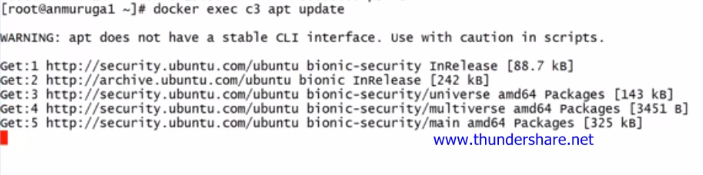 [root@anmuruga1 ~]# docker exec c3 apt update
WARNING: apt does not have a stable CLI interface. Use with caution in scripts.
Get:1 http://security.ubuntu.com/ubuntu bionic-security InRelease [88.7 kB]
Get:2 http://archive.ubuntu.com/ubuntu bionic InRelease [242 kB]
Get:3 http://security.ubuntu.com/ubuntu bionic-security/universe amd64 Packages [143 kB]
Get:4 http://security.ubuntu.com/ubuntu bionic-security/multiverse amd64 Packages [3451 B]
Get:5 http://security.ubuntu.com/ubuntu bionic-security/main amd64 Packages [325 kB]
www.thundershare.net